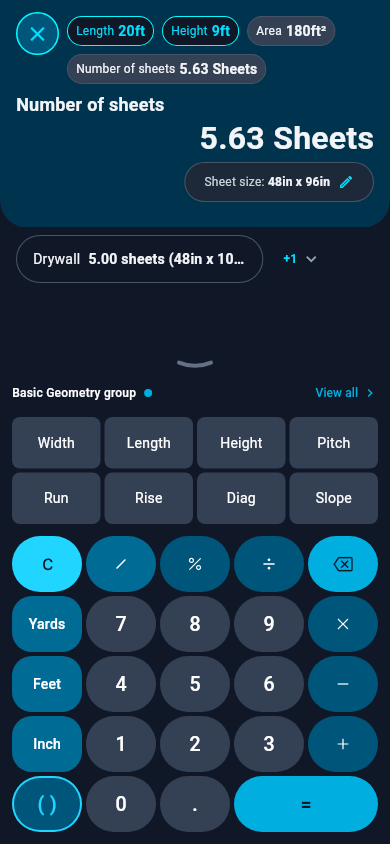 Length 20ft Height 9ft Area 180ft²
Number of sheets 5.63 Sheets
Number of sheets
5.63 Sheets
Sheet size: 48in x 96in
Drywall 5.00 sheets (48in x 10... +1
Basic Geometry group View all
Width Length Height Pitch
Run Rise Diag Slope
C / % ÷
Yards 7 8 9 ×
Feet 4 5 6 −
Inch 1 2 3 +
( ) 0 . =